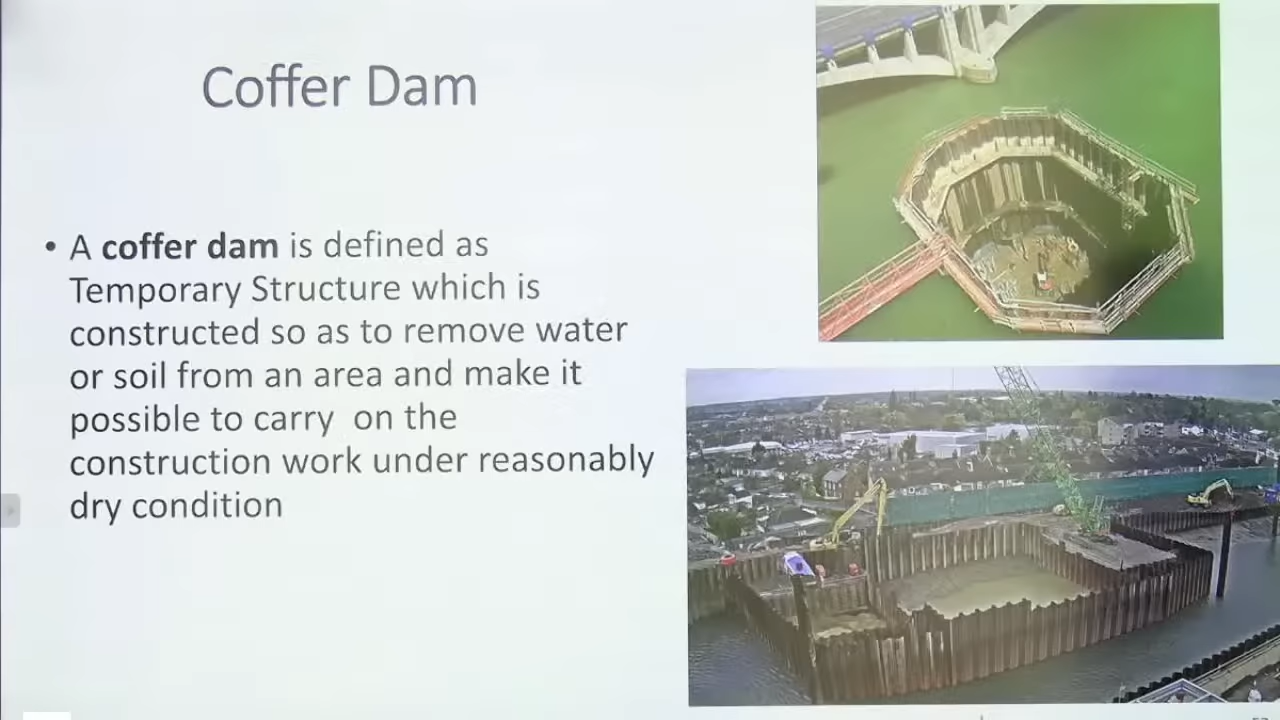 Coffer Dam
• A coffer dam is defined as
Temporary Structure which is
constructed so as to remove water
or soil from an area and make it
possible to carry  on the
construction work under reasonably
dry condition